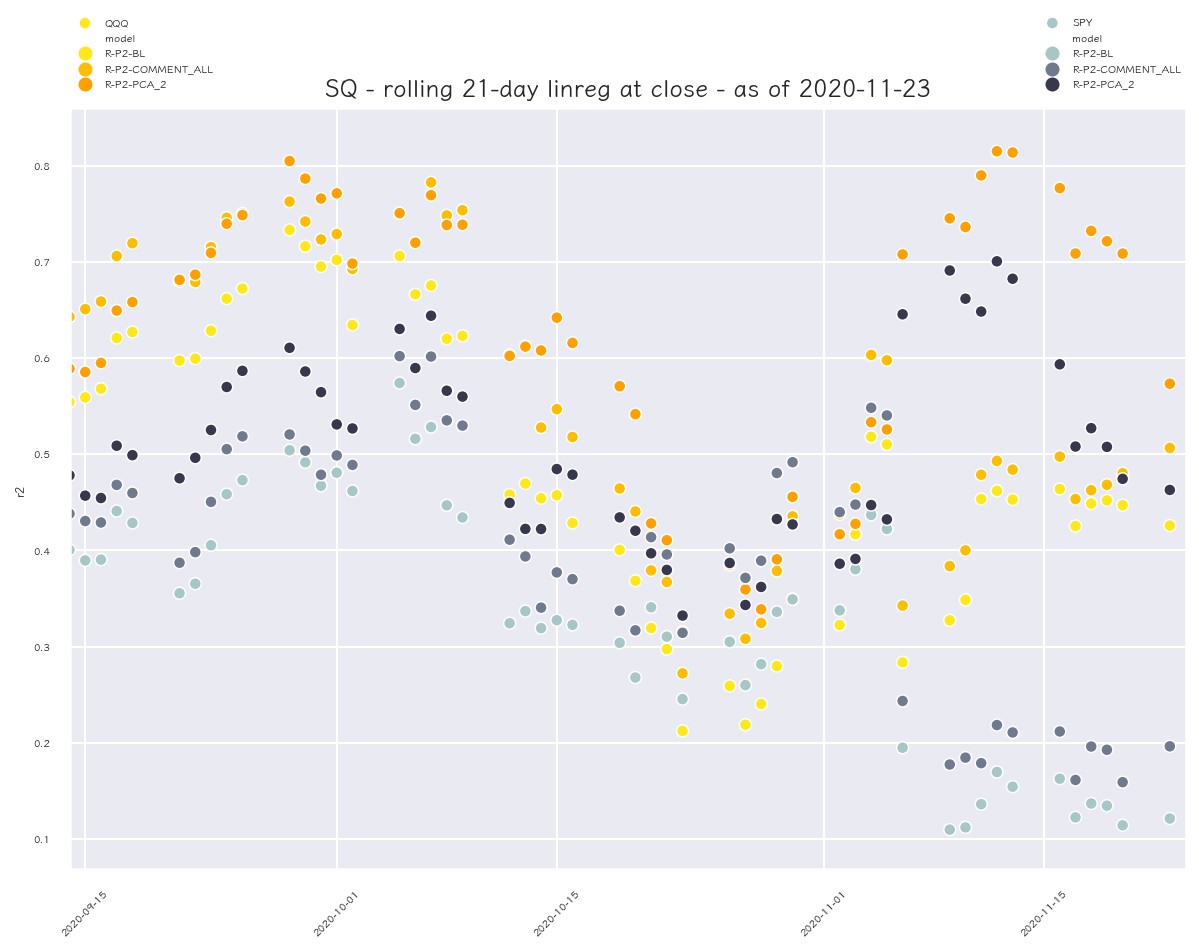 QQQ
model
R-P2-BL
R-P2-COMMENT_ALL
R-P2-PCA_2
SPY
model
R-P2-BL
R-P2-COMMENT_ALL
R-P2-PCA_2
SQ - rolling 21-day linreg at close - as of 2020-11-23
0.8
0.7
0.6
0.5
0.4
0.3
0.2
0.1
r2
2020-09-15
2020-10-01
2020-10-15
2020-11-01
2020-11-15